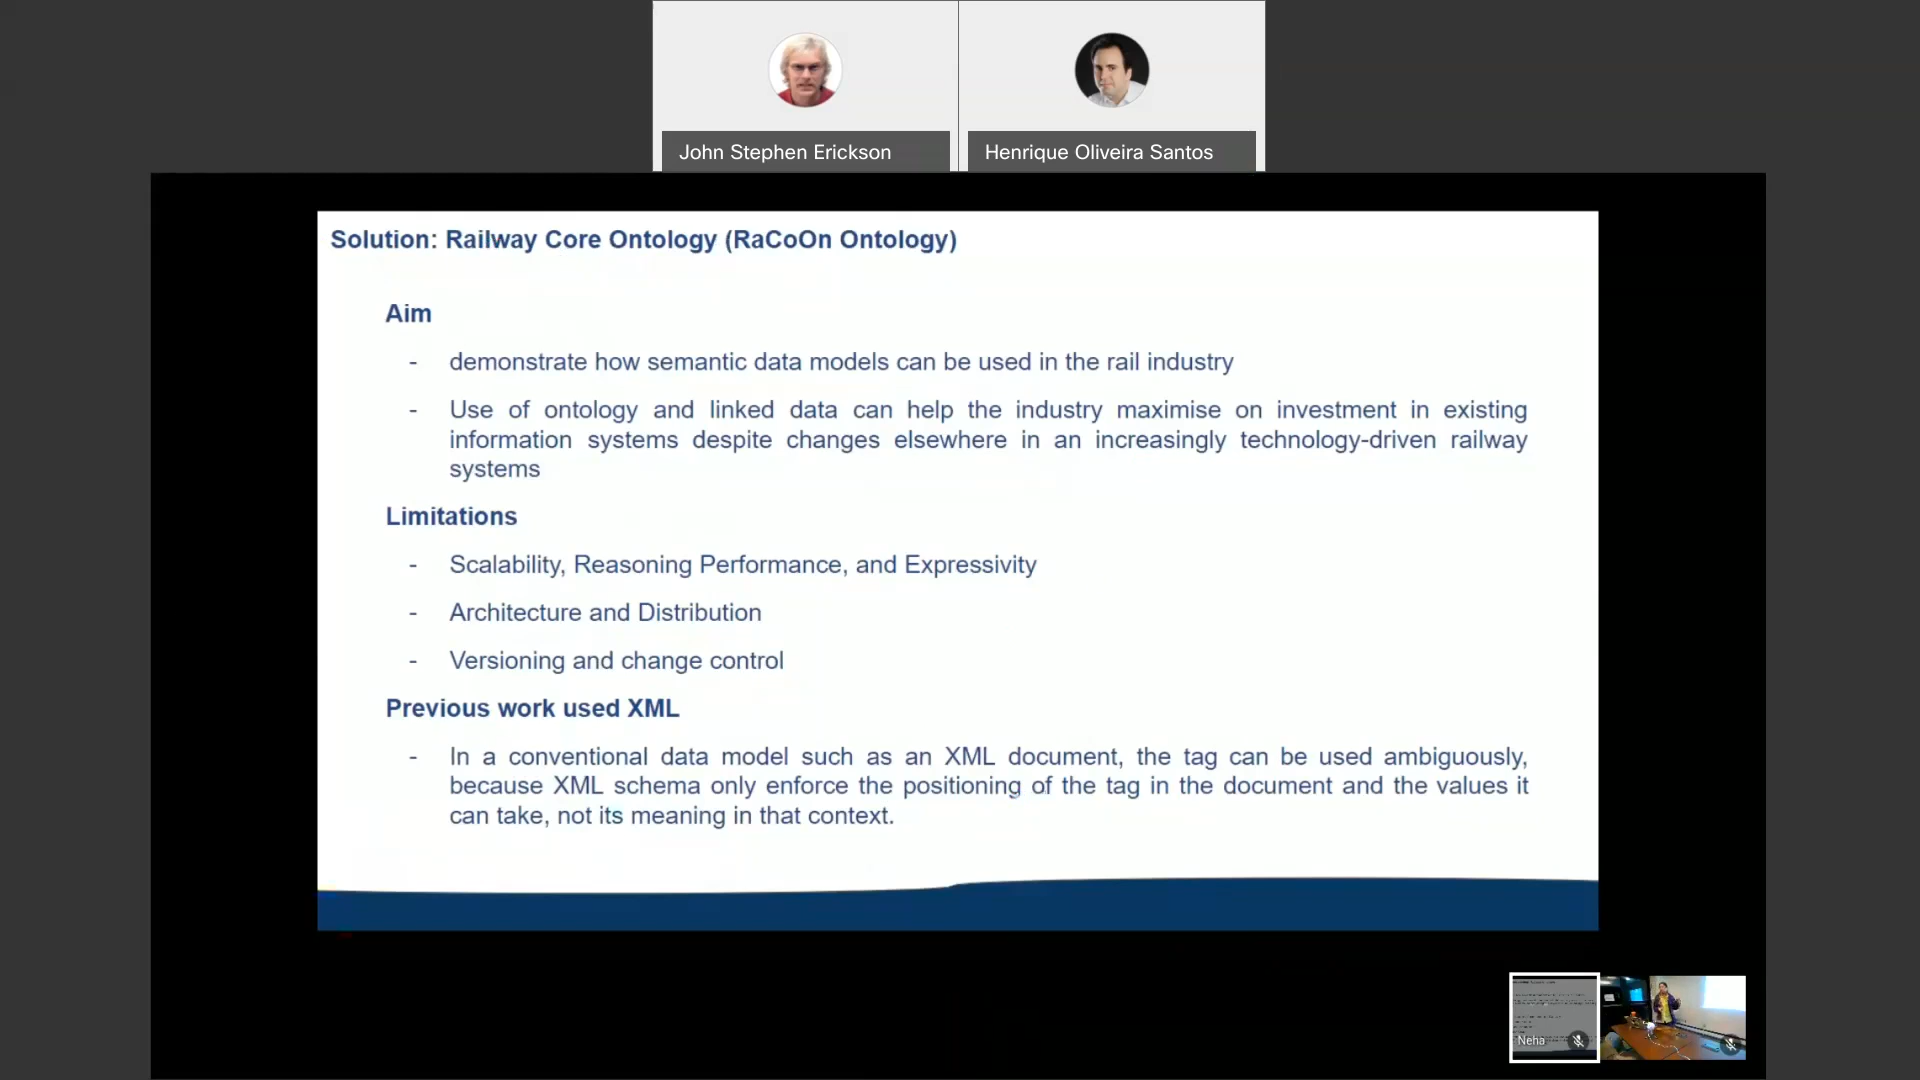 John Stephen Erickson
Henrique Oliveira Santos
Solution: Railway Core Ontology (RaCoOn Ontology)
Aim
- demonstrate how semantic data models can be used in the rail industry
- Use of ontology and linked data can help the industry maximise on investment in existing
information systems despite changes elsewhere in an increasingly technology-driven railway
systems
Limitations
- Scalability, Reasoning Performance, and Expressivity
- Architecture and Distribution
- Versioning and change control
Previous work used XML
- In a conventional data model such as an XML document, the tag can be used ambiguously,
because XML schema only enforce the positioning of the tag in the document and the values it
can take, not its meaning in that context.
Neha